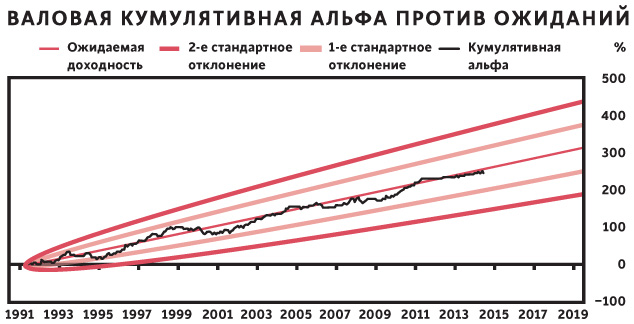 ВАЛОВАЯ КУМУЛЯТИВНАЯ АЛЬФА ПРОТИВ ОЖИДАНИЙ
Ожидаемая доходность
2-е стандартное отклонение
1-е стандартное отклонение
Кумулятивная альфа
%
500
400
300
200
100
0
−100
1991 1993 1995 1997 1999 2001 2003 2005 2006 2007 2009 2011 2015 2017 2019